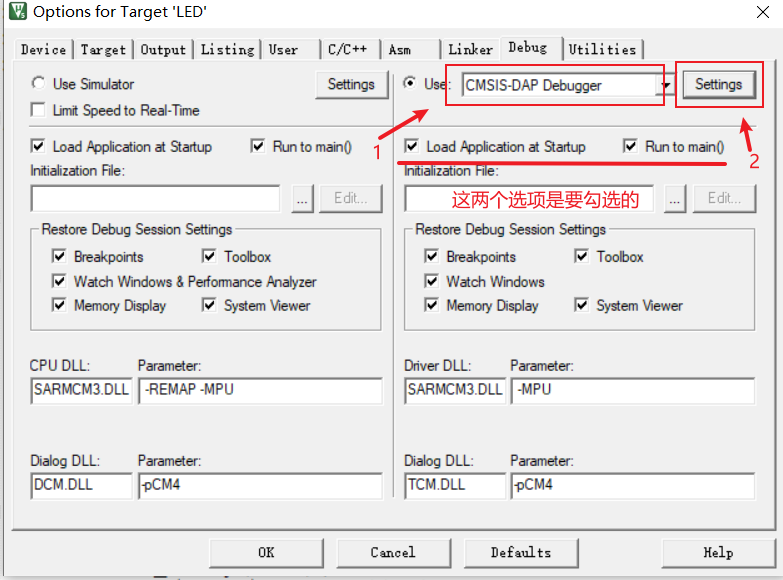 Options for Target 'LED'
Device Target Output Listing User C/C++ Asm Linker Debug Utilities
Use Simulator Settings
Limit Speed to Real-Time
Use: CMSIS-DAP Debugger Settings
1
2
Load Application at Startup Run to main()
Initialization File:
... Edit...
Load Application at Startup Run to main()
Initialization File:
这两个选项是要勾选的
... Edit...
Restore Debug Session Settings
Breakpoints Toolbox
Watch Windows & Performance Analyzer
Memory Display System Viewer
Restore Debug Session Settings
Breakpoints Toolbox
Watch Windows
Memory Display System Viewer
CPU DLL: Parameter:
SARMCM3.DLL -REMAP -MPU
Driver DLL: Parameter:
SARMCM3.DLL -MPU
Dialog DLL: Parameter:
DCM.DLL -pCM4
Dialog DLL: Parameter:
TCM.DLL -pCM4
OK Cancel Defaults Help